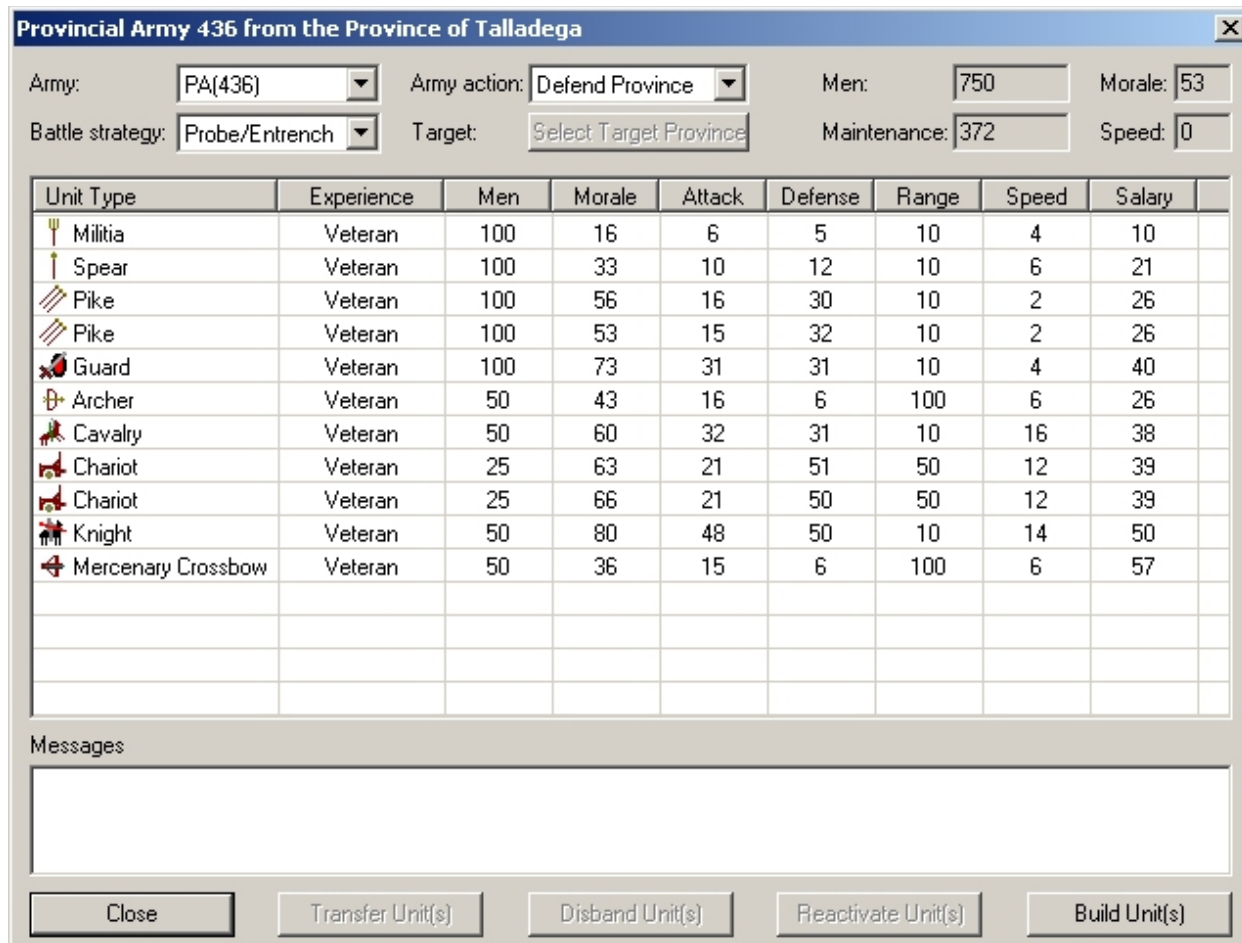 Provincial Army 436 from the Province of Talladega
Army: PA(436) Army action: Defend Province Men: 750 Morale: 53
Battle strategy: Probe/Entrench Target: Select Target Province Maintenance: 372 Speed: 0
Unit Type Experience Men Morale Attack Defense Range Speed Salary
Militia Veteran 100 16 6 5 10 4 10
Spear Veteran 100 33 10 12 10 6 21
Pike Veteran 100 56 16 30 10 2 26
Pike Veteran 100 53 15 32 10 2 26
Guard Veteran 100 73 31 31 10 4 40
Archer Veteran 50 43 16 6 100 6 26
Cavalry Veteran 50 60 32 31 10 16 38
Chariot Veteran 25 63 21 51 50 12 39
Chariot Veteran 25 66 21 50 50 12 39
Knight Veteran 50 80 48 50 10 14 50
Mercenary Crossbow Veteran 50 36 15 6 100 6 57
Messages
Close Transfer Unit(s) Disband Unit(s) Reactivate Unit(s) Build Unit(s)